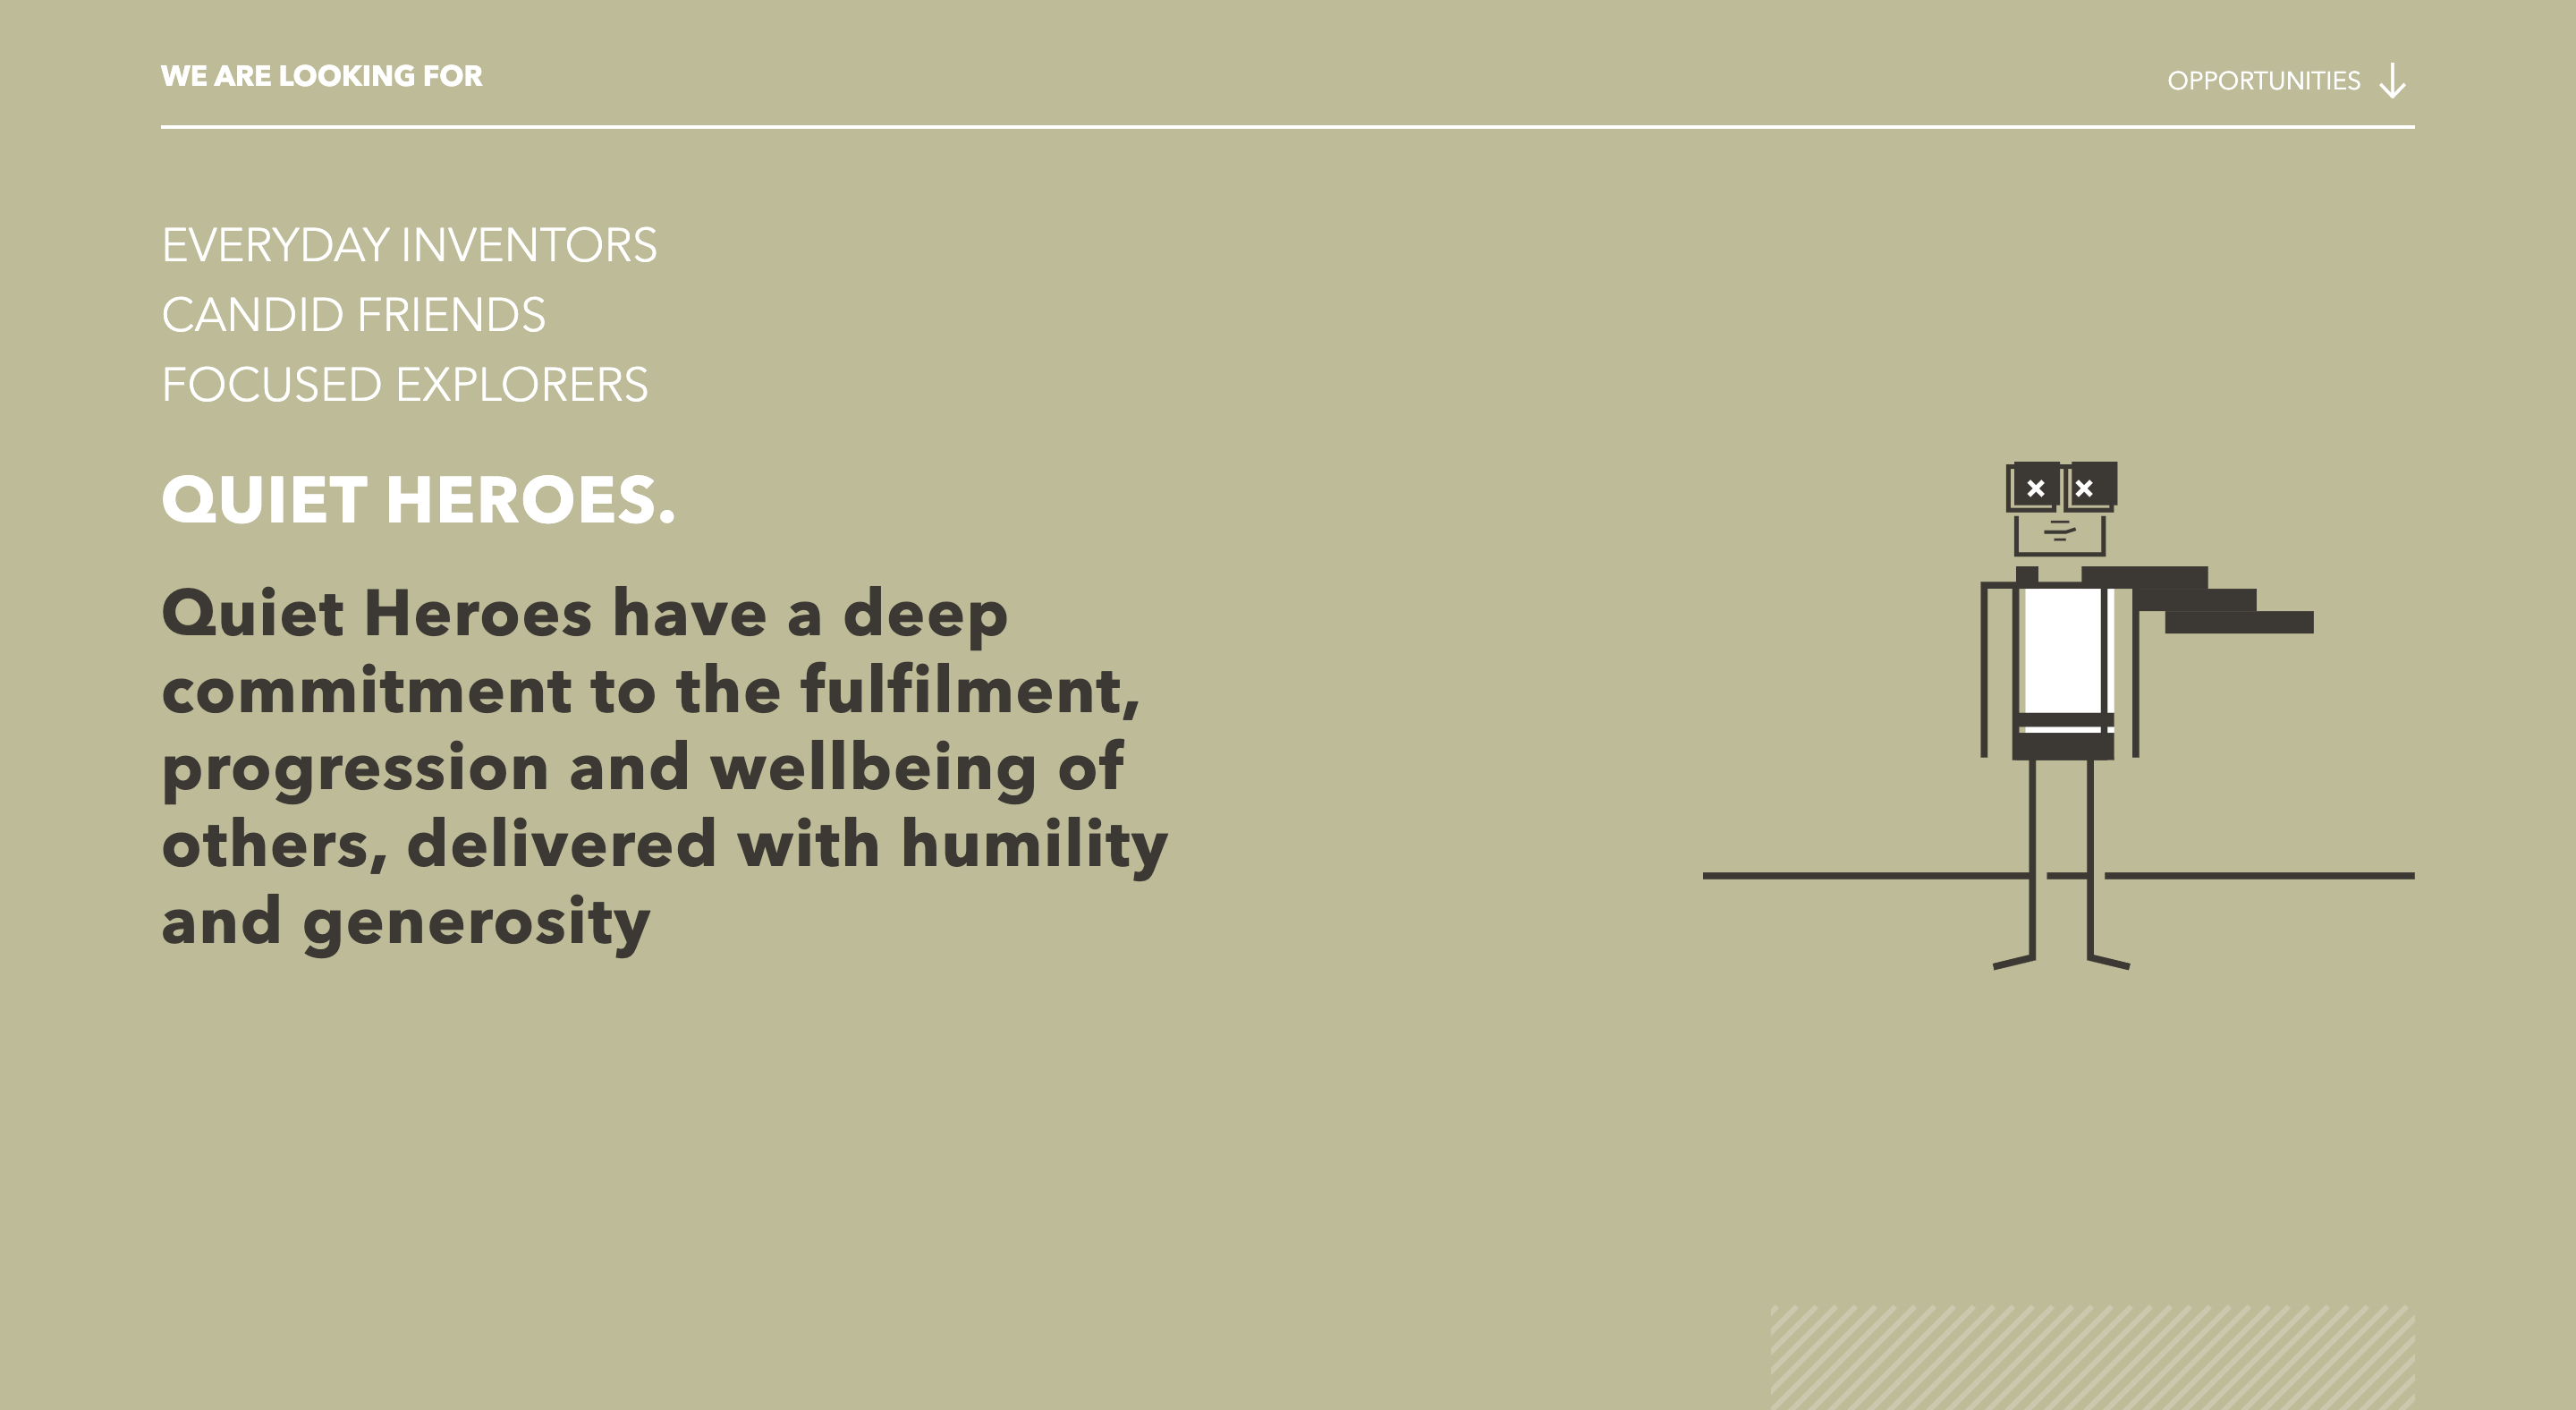 WE ARE LOOKING FOR
OPPORTUNITIES
EVERYDAY INVENTORS
CANDID FRIENDS
FOCUSED EXPLORERS
QUIET HEROES.
Quiet Heroes have a deep
commitment to the fulfilment,
progression and wellbeing of
others, delivered with humility
and generosity